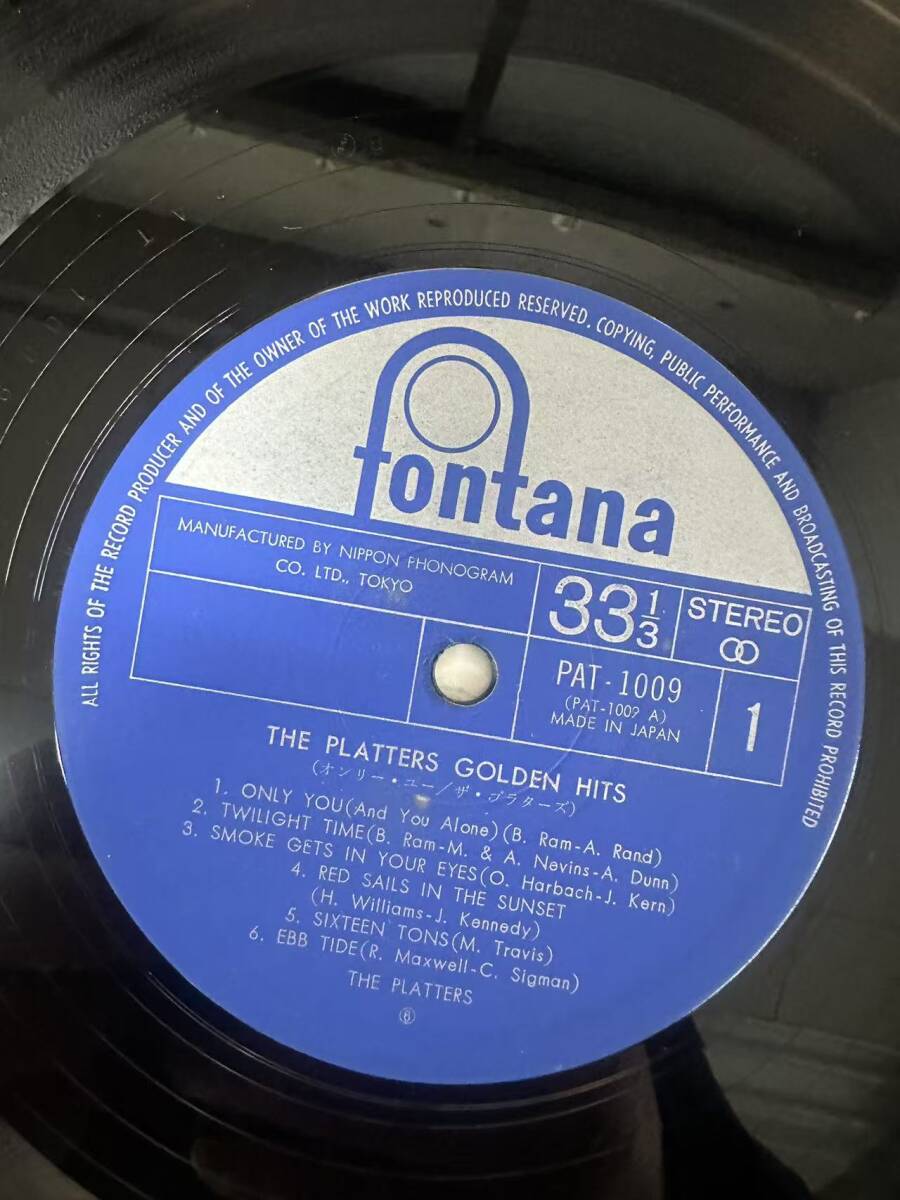 ALL RIGHTS OF THE RECORD PRODUCER AND OF THE OWNER OF THE WORK REPRODUCED RESERVED. COPYING, PUBLIC PERFORMANCE AND BROADCASTING OF THIS RECORD PROHIBITED
fontana
MANUFACTURED BY NIPPON PHONOGRAM
CO. LTD., TOKYO
33 1/3
STEREO
PAT-1009
(PAT-1009 A)
MADE IN JAPAN
1
THE PLATTERS GOLDEN HITS
(オンリー・ユー/ザ・プラターズ)
1. ONLY YOU(And You Alone)(B. Ram-A. Rand)
2. TWILIGHT TIME(B. Ram-M. & A. Nevins-A. Dunn)
3. SMOKE GETS IN YOUR EYES(O. Harbach-J. Kern)
4. RED SAILS IN THE SUNSET
(H. Williams-J. Kennedy)
5. SIXTEEN TONS(M. Travis)
6. EBB TIDE(R. Maxwell-C. Sigman)
THE PLATTERS